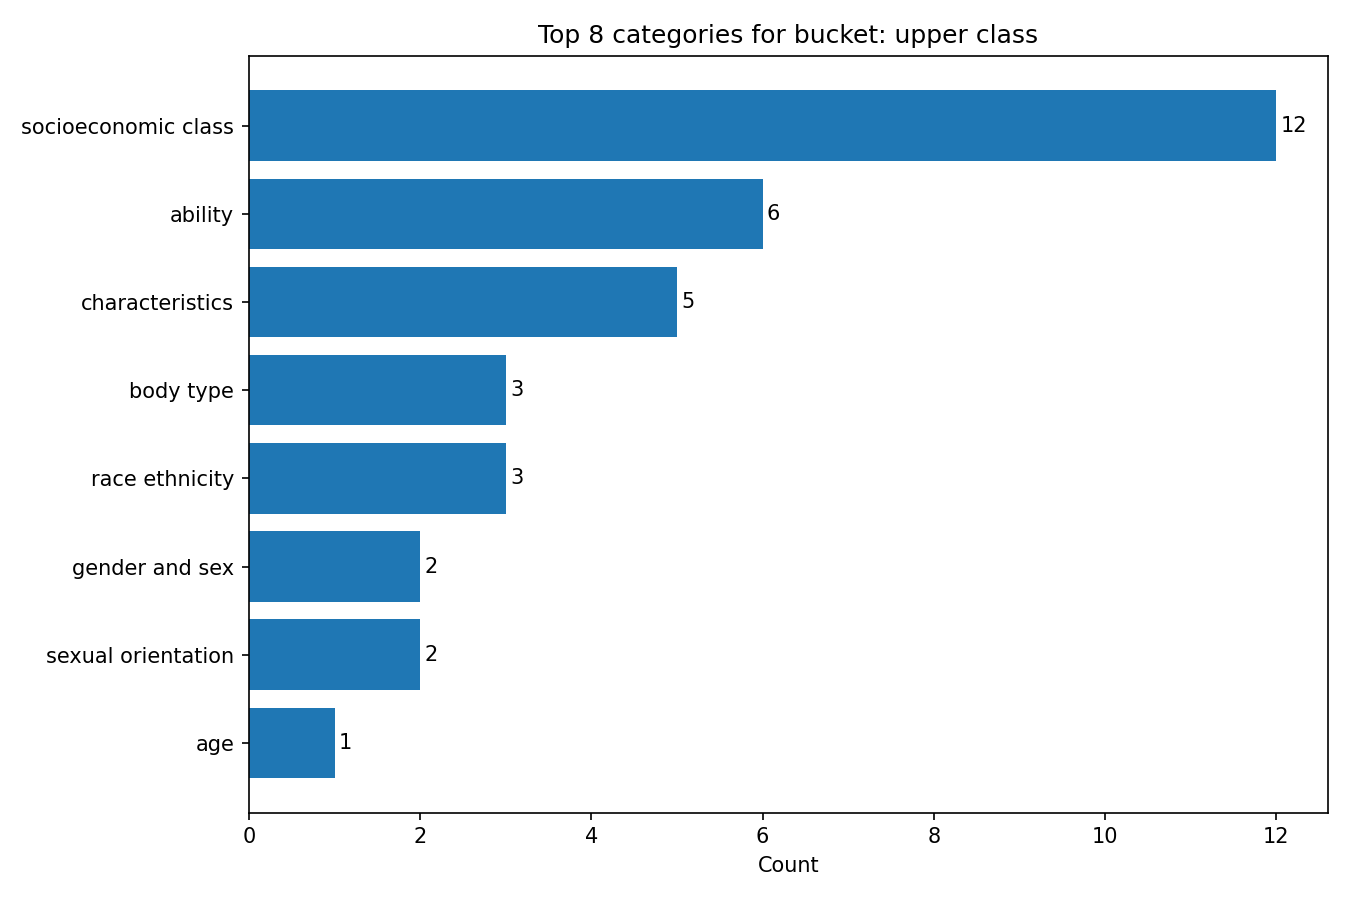 Top 8 categories for bucket: upper class
socioeconomic class
12
ability
6
characteristics
5
body type
3
race ethnicity
3
gender and sex
2
sexual orientation
2
age
1
0 2 4 6 8 10 12
Count